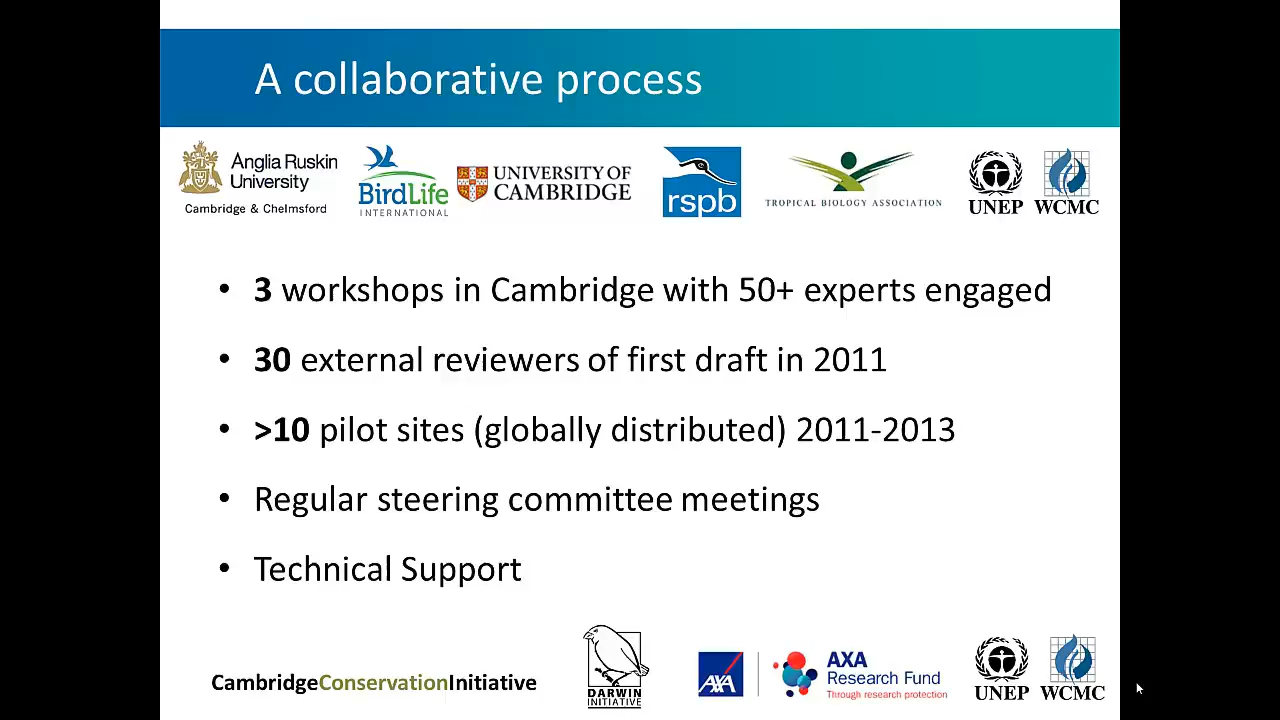 A collaborative process
Anglia Ruskin
University
Cambridge & Chelmsford
BirdLife
INTERNATIONAL
UNIVERSITY OF
CAMBRIDGE
rspb
TROPICAL BIOLOGY ASSOCIATION
UNEP WCMC
• 3 workshops in Cambridge with 50+ experts engaged
• 30 external reviewers of first draft in 2011
• >10 pilot sites (globally distributed) 2011-2013
• Regular steering committee meetings
• Technical Support
CambridgeConservationInitiative
DARWIN
INITIATIVE
AXA
AXA
Research Fund
Through research protection
UNEP WCMC